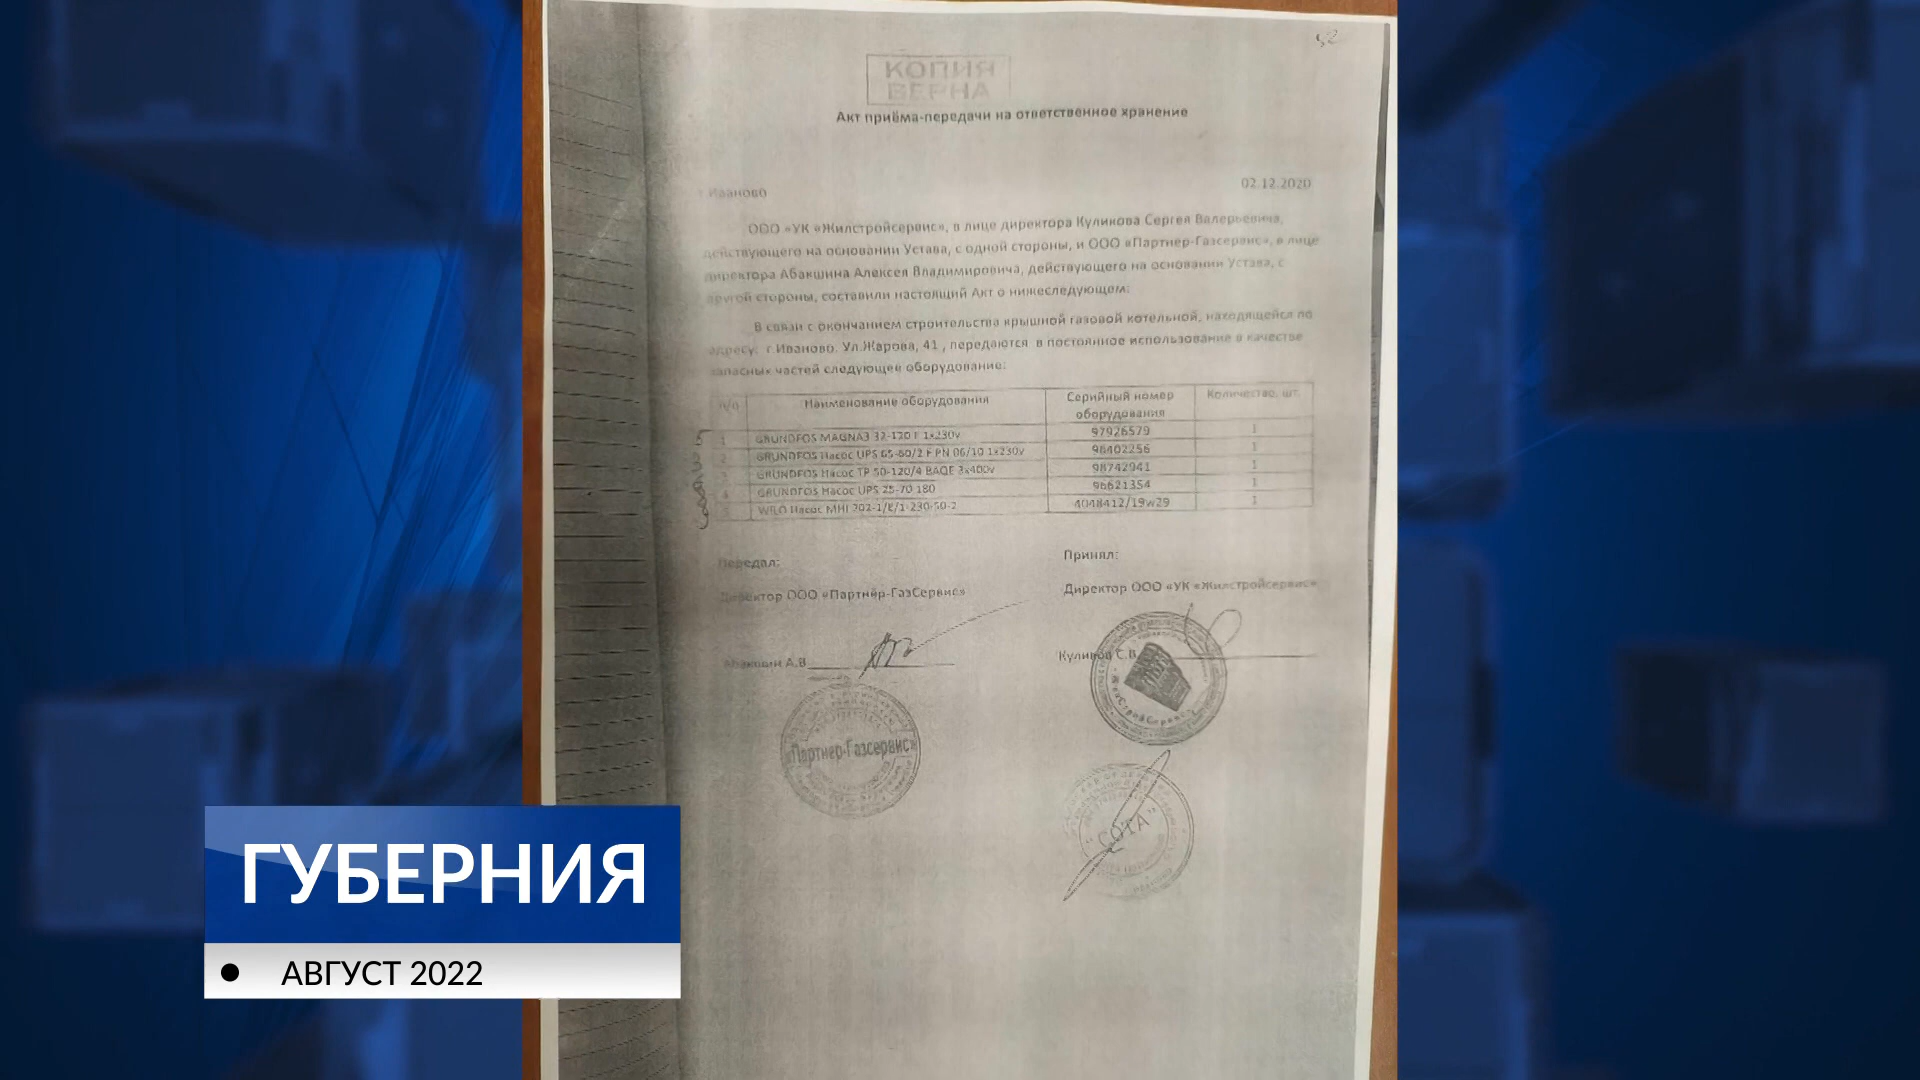 52
КОПИЯ
ВЕРНА
Акт приёма-передачи на ответственное хранение
г Иваново
02.12.2020
ООО «УК «Жилстройсервис», в лице директора Куликова Сергея Валерьевича,
действующего на основании Устава, с одной стороны, и ООО «Партнер-Газсервис», в лице
директора Абакшина Алексея Владимировича, действующего на основании Устава, с
другой стороны, составили настоящий Акт о нижеследующем:
В связи с окончанием строительства крышной газовой котельной, находящейся по
адресу: г.Иваново. Ул.Жарова, 41 , передаются в постоянное использование в качестве
запасных частей следующее оборудование:
п/п Наименование оборудования Серийный номер оборудования Количество, шт.
1 GRUNDFOS MAGNA3 32-120 F 1x230v 97926579 1
2 GRUNDFOS Насос UPS 65-60/2 F PN 06/10 1x230v 96402256 1
3 GRUNDFOS Насос TP 50-120/4 BAQE 3x400v 98742941 1
4 GRUNDFOS Насос UPS 25-70 180 96621354 1
5 WILO Насос MHI 202-1/E/1-230-50-2 4048412/19w29 1
Передал:
Принял:
Директор ООО «Партнёр-ГазСервис»
Директор ООО «УК «Жилстройсервис»
Абакшин А.В
Куликов С.В
«Партнер-Газсервис»
ЖилСтройСервис
"СОТА"
ГУБЕРНИЯ
АВГУСТ 2022